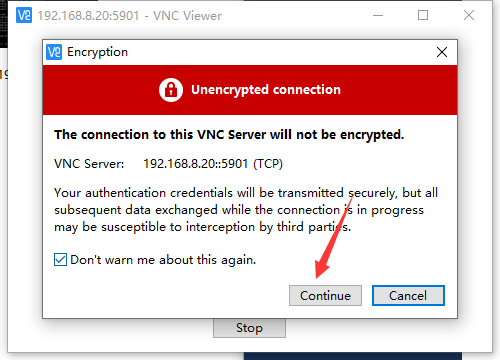 192.168.8.20:5901 - VNC Viewer
Encryption
Unencrypted connection
The connection to this VNC Server will not be encrypted.
VNC Server: 192.168.8.20::5901 (TCP)
Your authentication credentials will be transmitted securely, but all
subsequent data exchanged while the connection is in progress
may be susceptible to interception by third parties.
Don't warn me about this again.
Continue Cancel
Stop